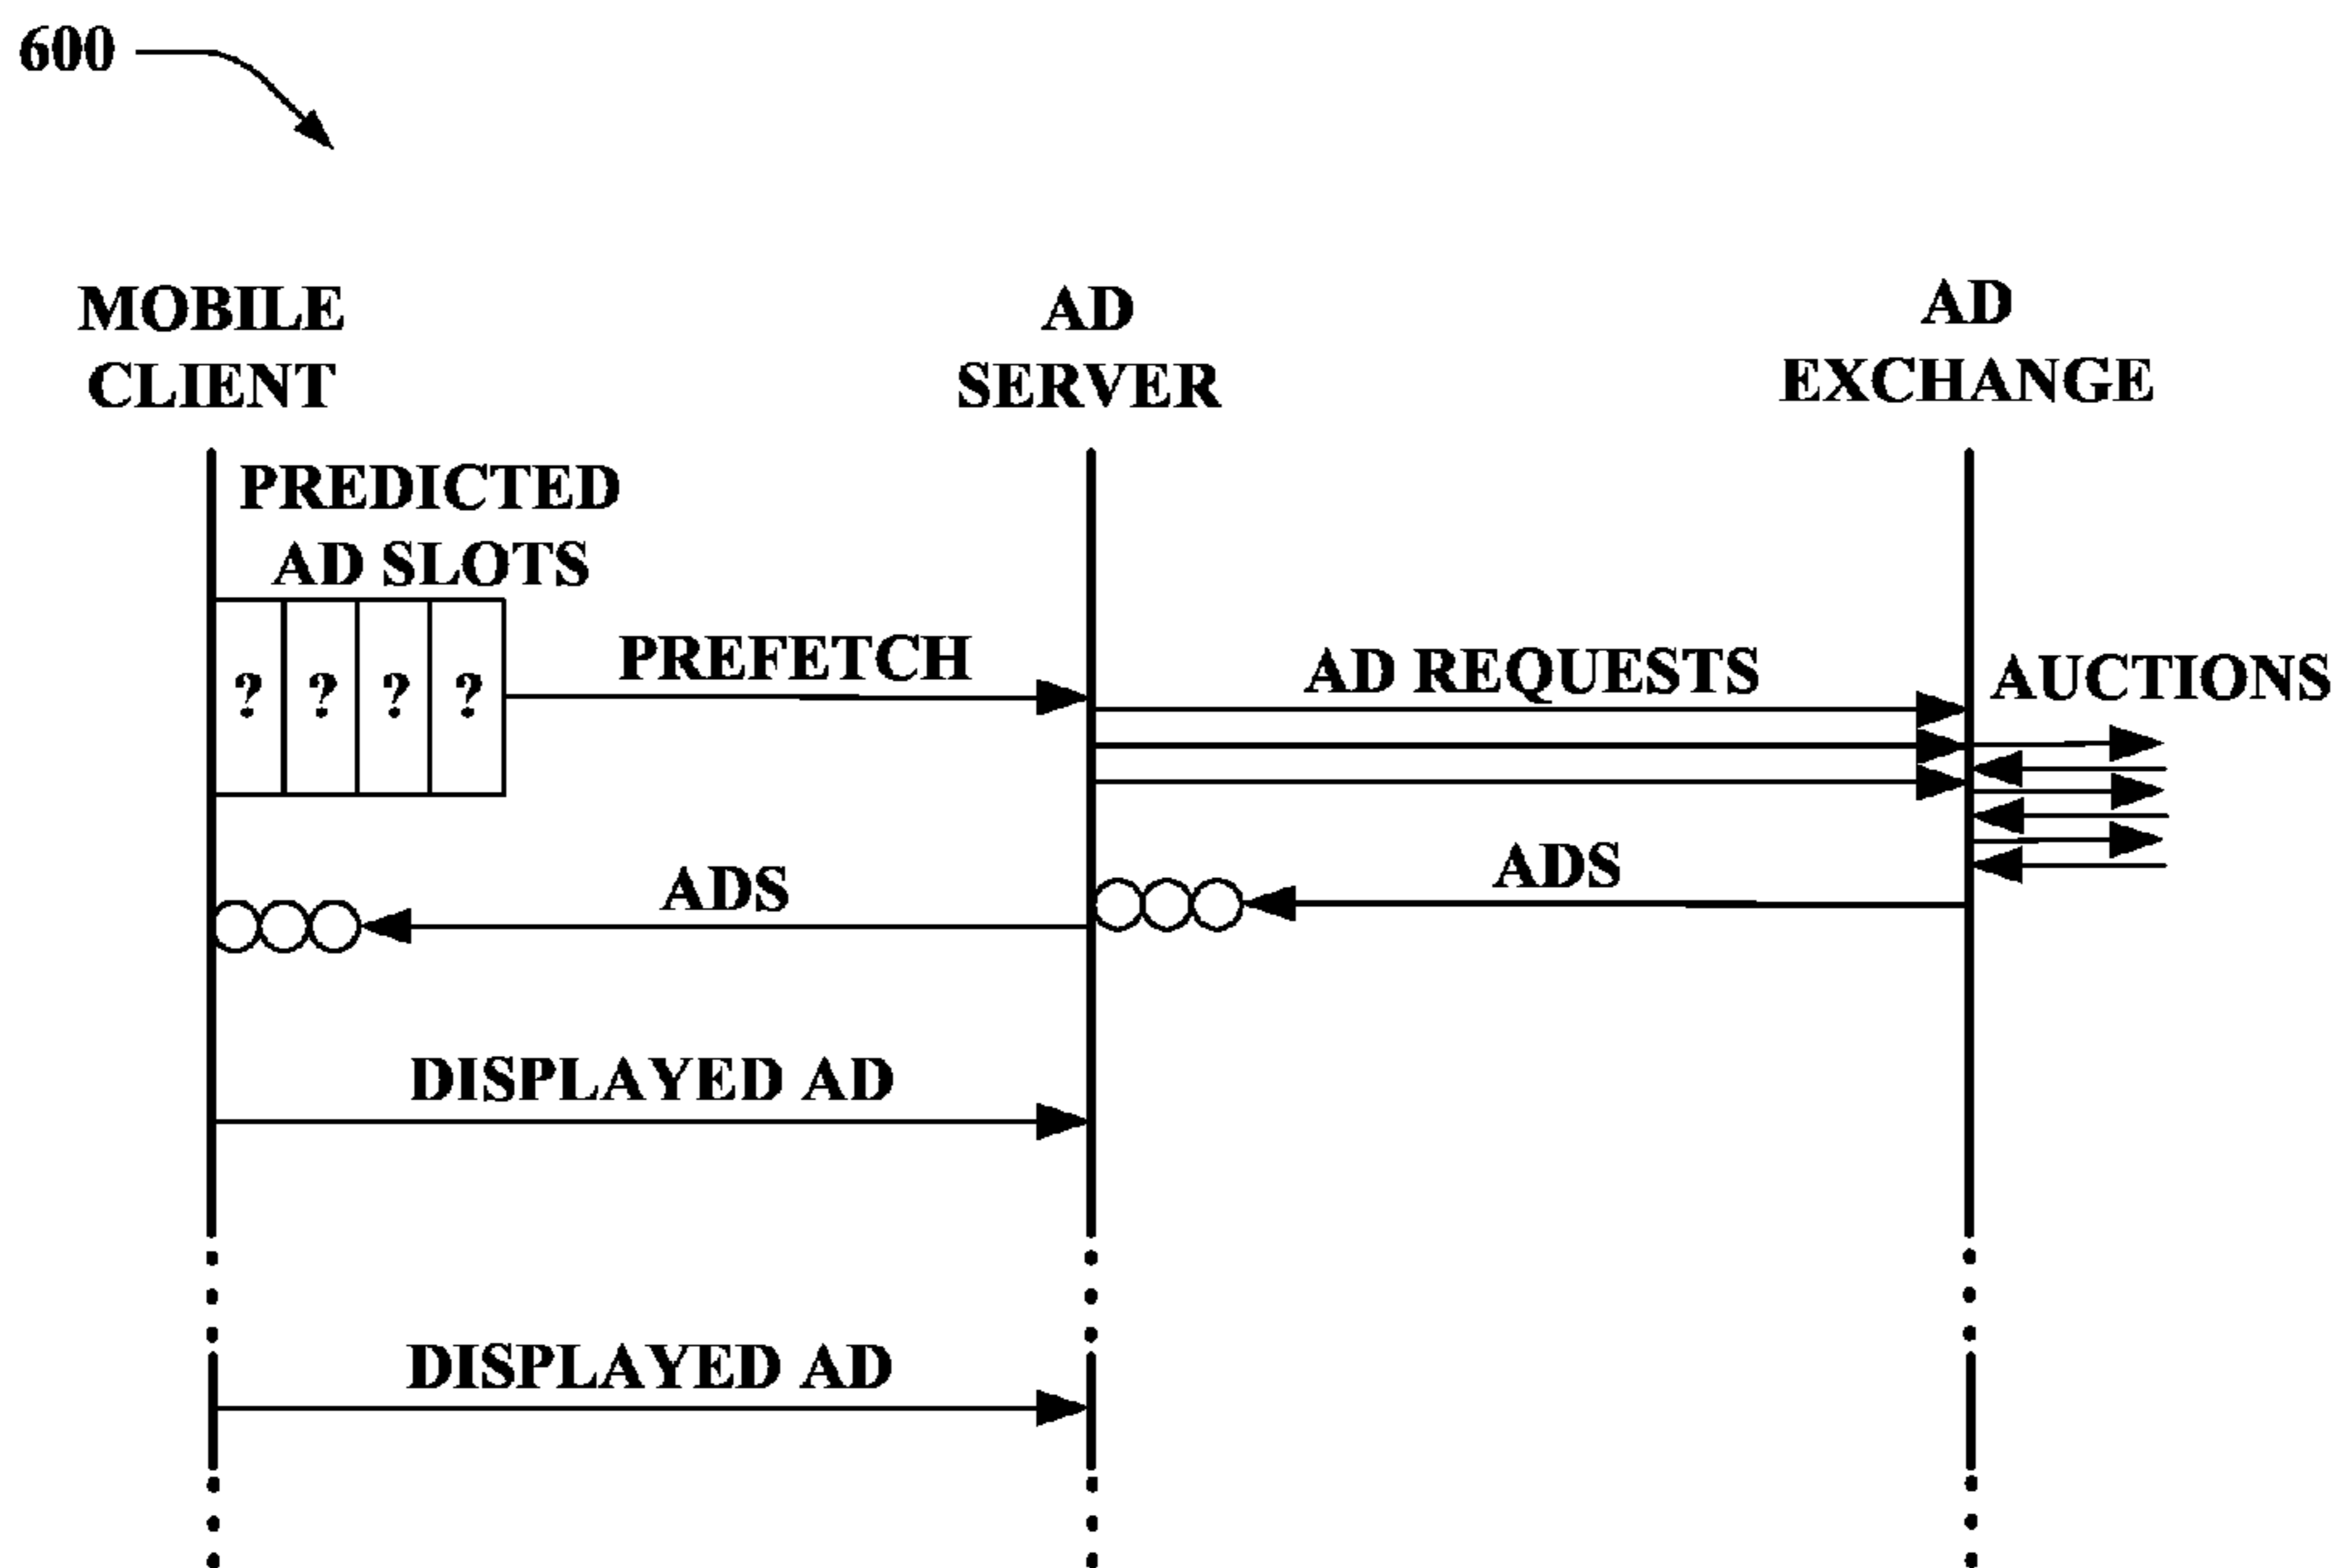 600
MOBILE
CLIENT
AD
SERVER
AD
EXCHANGE
PREDICTED
AD SLOTS
? ? ? ?
PREFETCH
AD REQUESTS
AUCTIONS
ADS
ADS
DISPLAYED AD
DISPLAYED AD